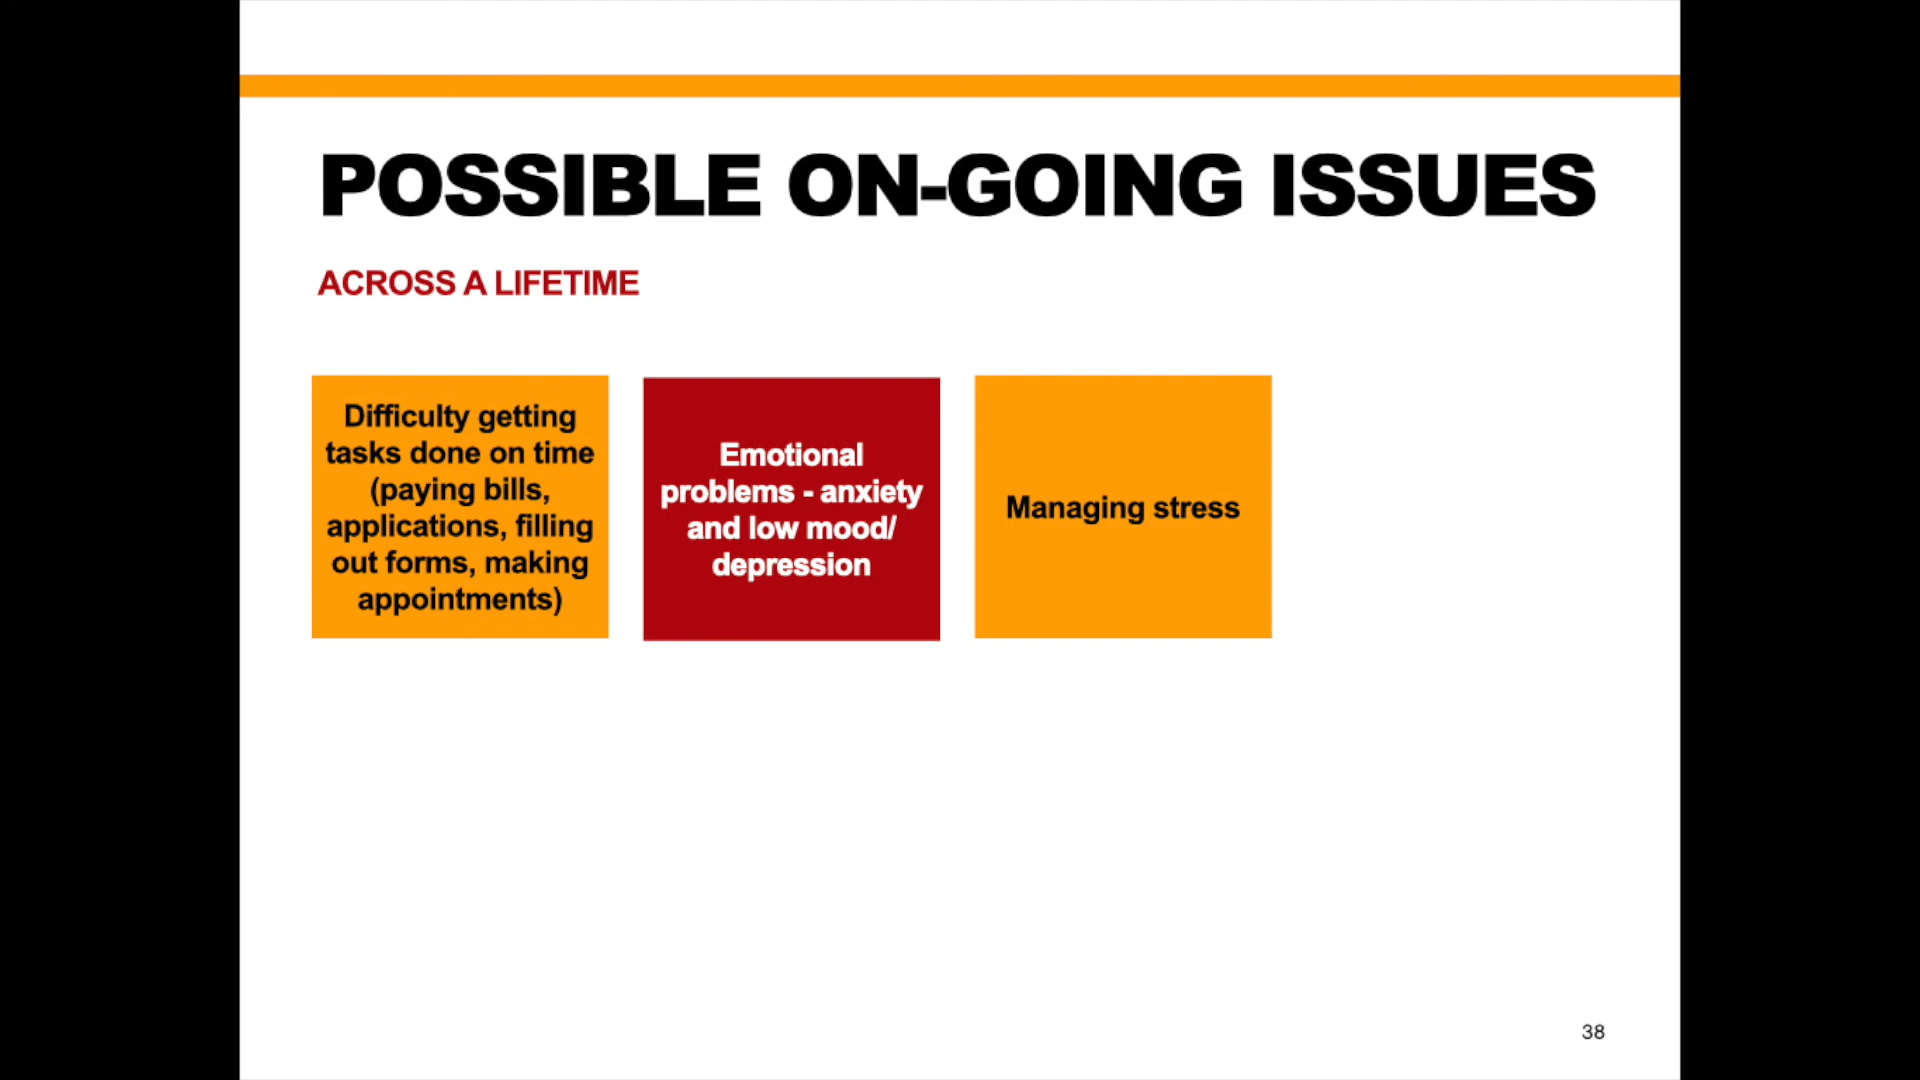 POSSIBLE ON-GOING ISSUES
ACROSS A LIFETIME
Difficulty getting
tasks done on time
(paying bills,
applications, filling
out forms, making
appointments)
Emotional
problems - anxiety
and low mood/
depression
Managing stress
38